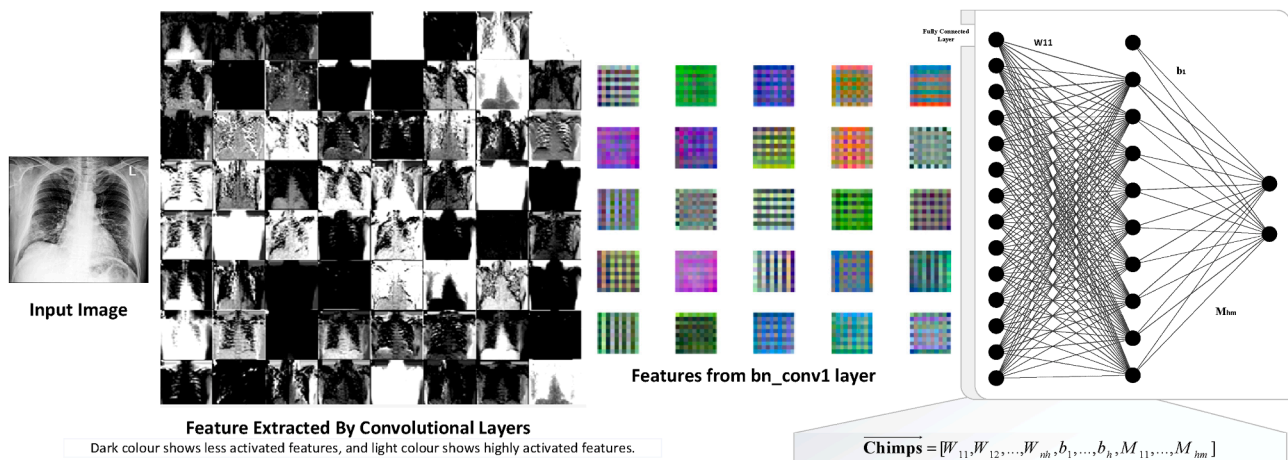 L
Input Image
Feature Extracted By Convolutional Layers
Dark colour shows less activated features, and light colour shows highly activated features.
Features from bn_conv1 layer
Fully Connected
Layer
W11
b1
Mhm
Chimps = [W11, W12, ..., Wnh, b1, ..., bh, M11, ..., Mhm]